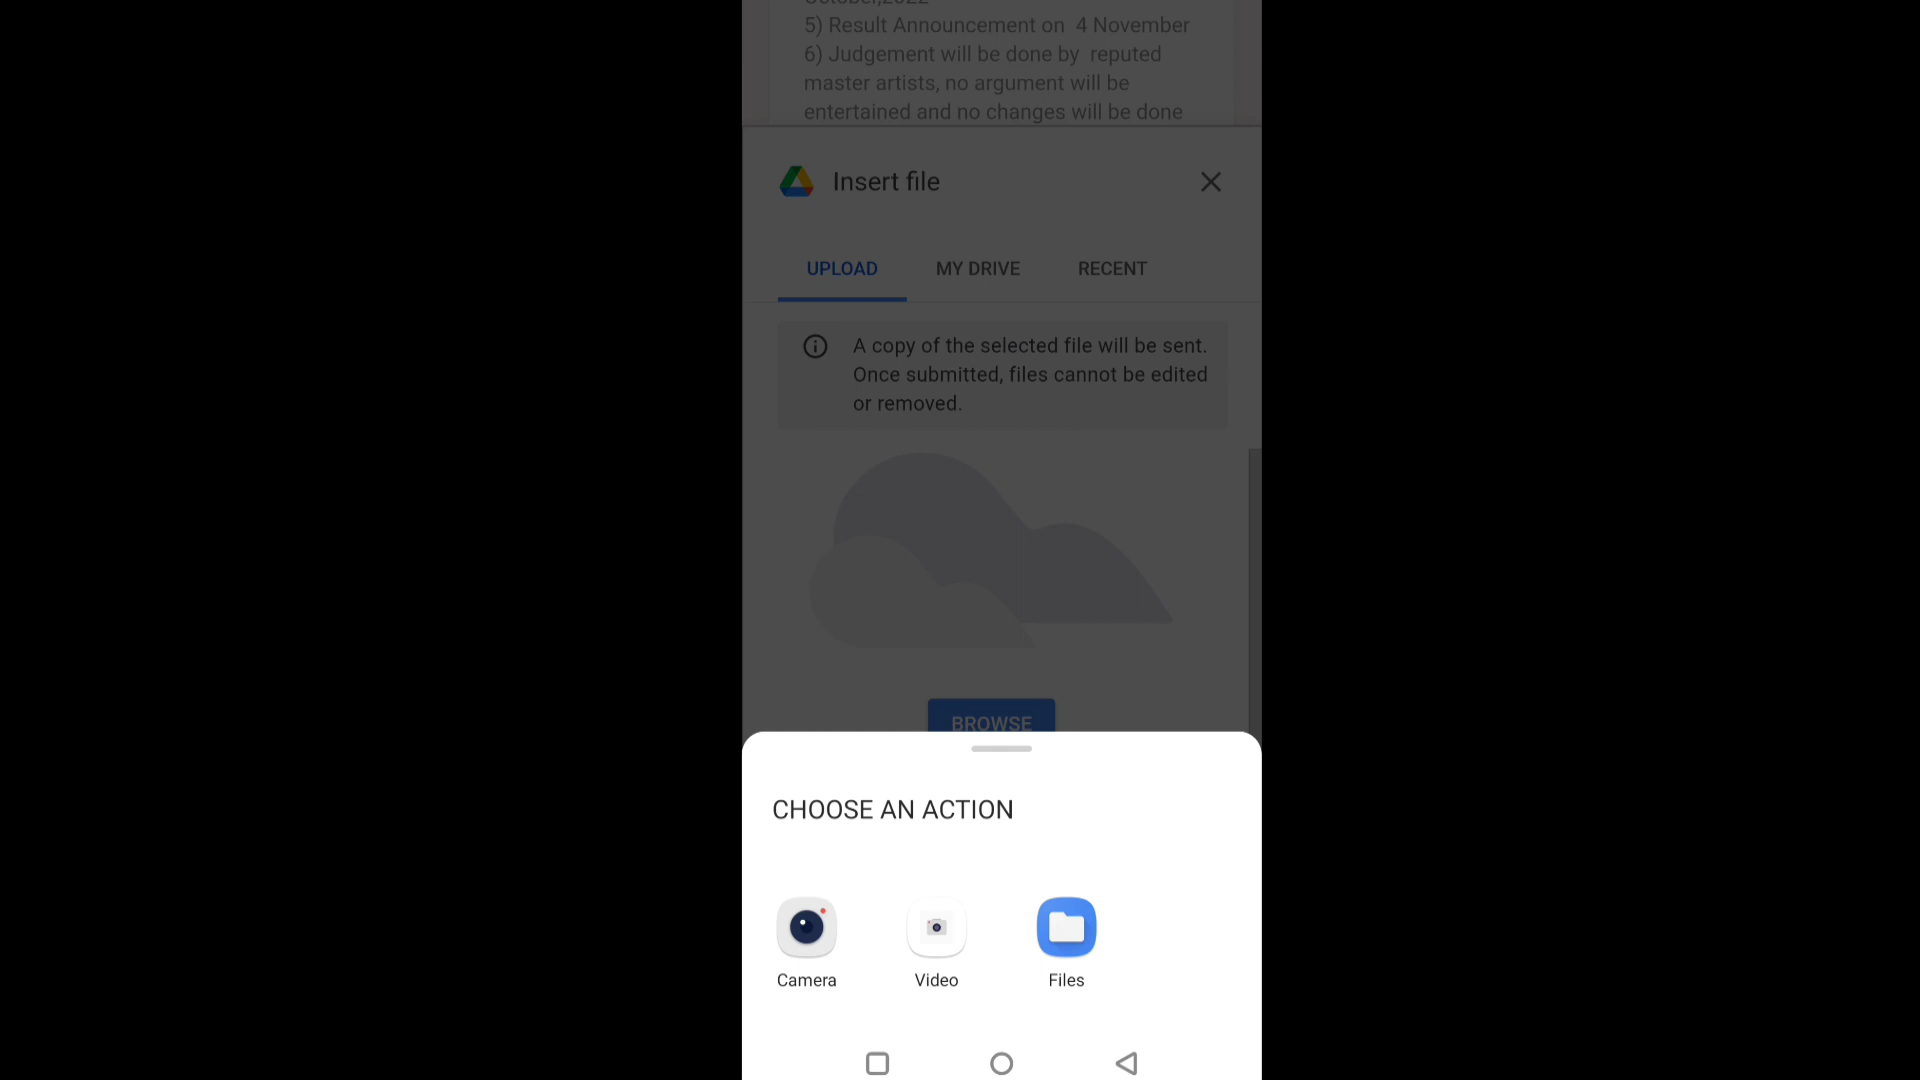 5) Result Announcement on 4 November
6) Judgement will be done by reputed
master artists, no argument will be
entertained and no changes will be done
Insert file
UPLOAD MY DRIVE RECENT
A copy of the selected file will be sent.
Once submitted, files cannot be edited
or removed.
BROWSE
CHOOSE AN ACTION
Camera Video Files